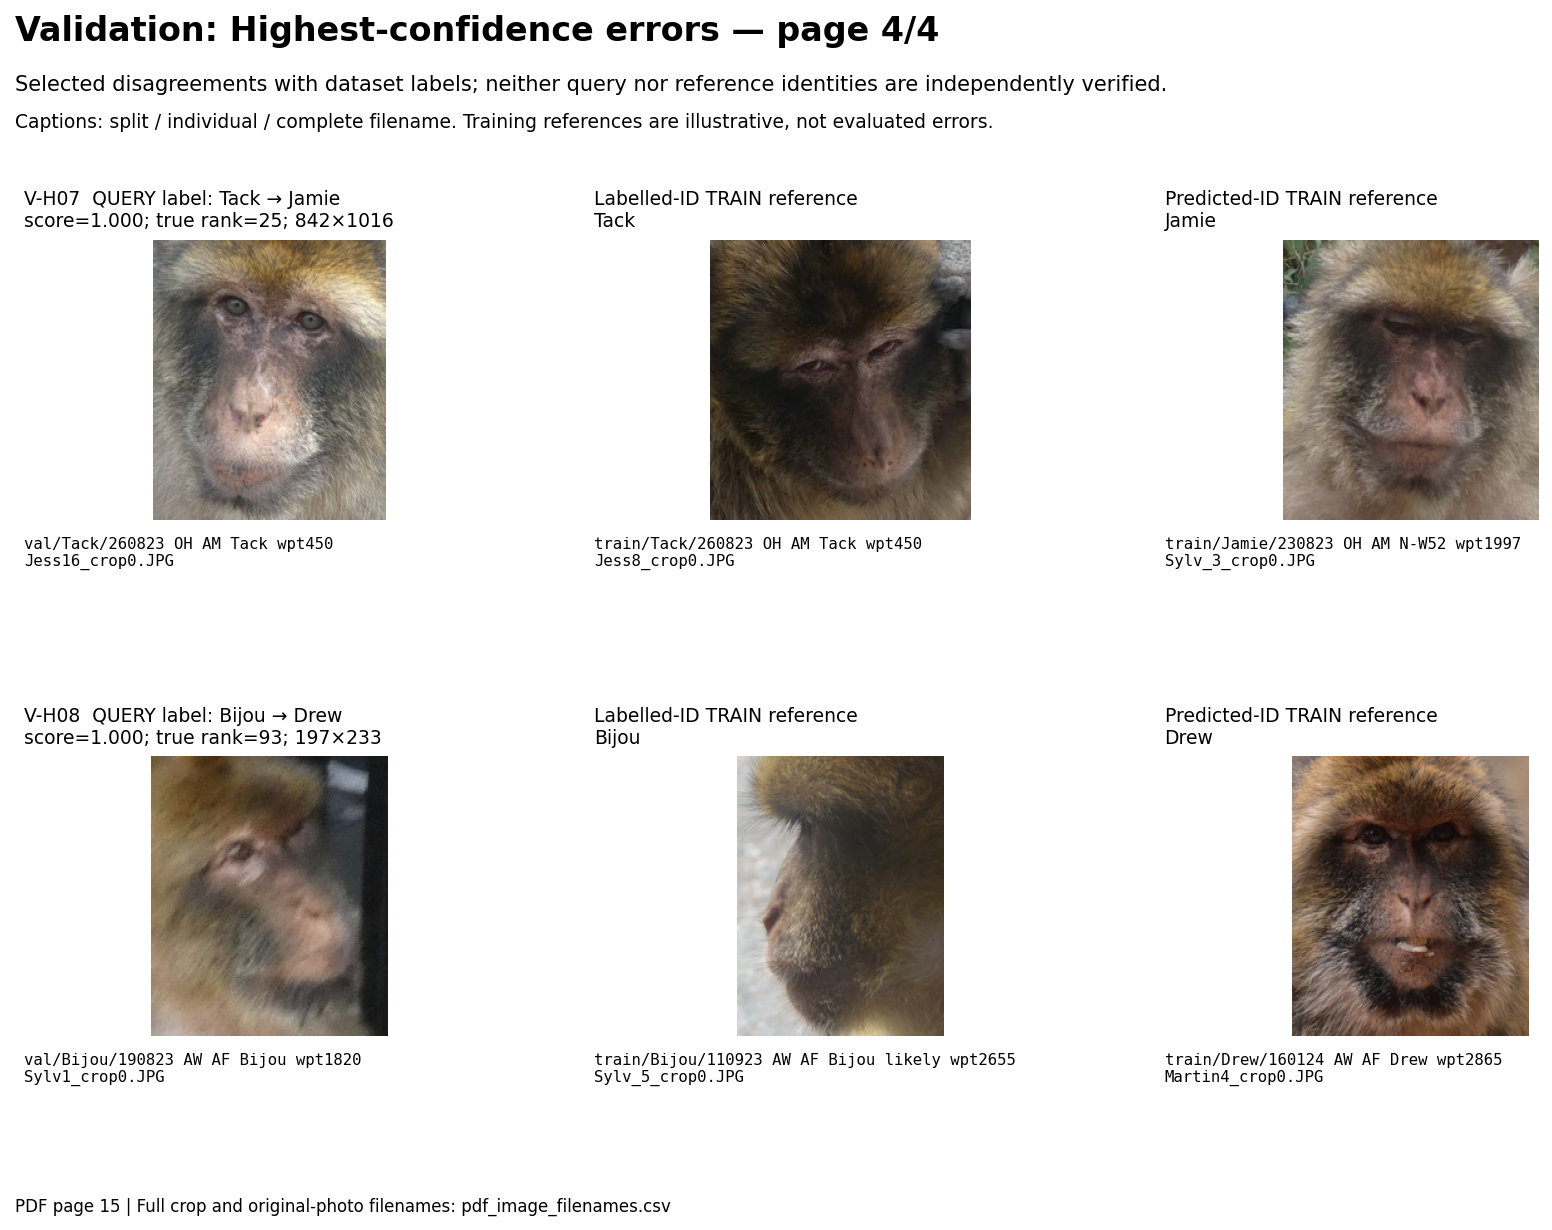 Validation: Highest-confidence errors — page 4/4
Selected disagreements with dataset labels; neither query nor reference identities are independently verified.
Captions: split / individual / complete filename. Training references are illustrative, not evaluated errors.
V-H07  QUERY label: Tack → Jamie
score=1.000; true rank=25; 842×1016
Labelled-ID TRAIN reference
Tack
Predicted-ID TRAIN reference
Jamie
val/Tack/260823 OH AM Tack wpt450
Jess16_crop0.JPG
train/Tack/260823 OH AM Tack wpt450
Jess8_crop0.JPG
train/Jamie/230823 OH AM N-W52 wpt1997
Sylv_3_crop0.JPG
V-H08  QUERY label: Bijou → Drew
score=1.000; true rank=93; 197×233
Labelled-ID TRAIN reference
Bijou
Predicted-ID TRAIN reference
Drew
val/Bijou/190823 AW AF Bijou wpt1820
Sylv1_crop0.JPG
train/Bijou/110923 AW AF Bijou likely wpt2655
Sylv_5_crop0.JPG
train/Drew/160124 AW AF Drew wpt2865
Martin4_crop0.JPG
PDF page 15 | Full crop and original-photo filenames: pdf_image_filenames.csv